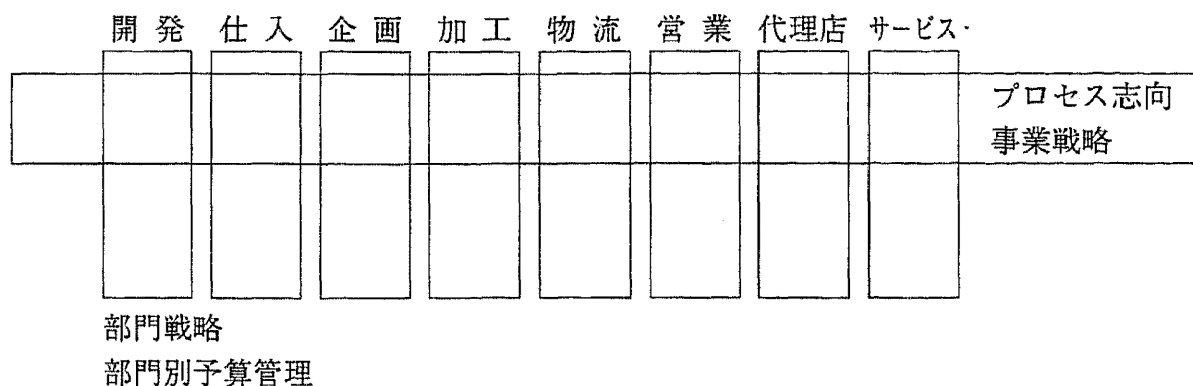 開発 仕入 企画 加工 物流 営業 代理店 サービス・
プロセス志向
事業戦略
部門戦略
部門別予算管理